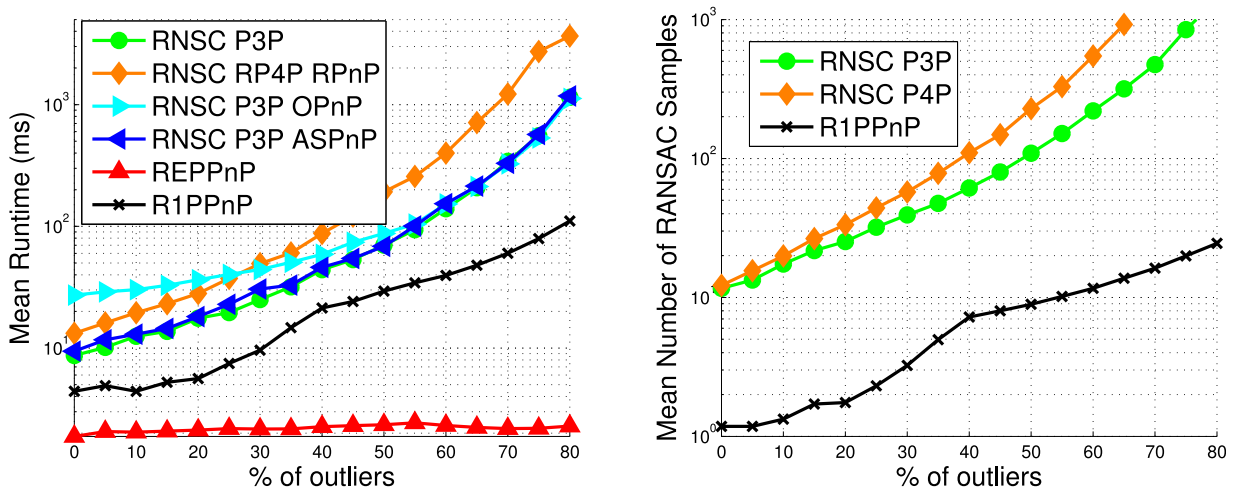 RNSC P3P
RNSC RP4P RPnP
RNSC P3P OPnP
RNSC P3P ASPnP
REPPnP
R1PPnP
Mean Runtime (ms)
10³
10²
10¹
0 10 20 30 40 50 60 70 80
% of outliers
RNSC P3P
RNSC P4P
R1PPnP
Mean Number of RANSAC Samples
10³
10²
10¹
10⁰
0 10 20 30 40 50 60 70 80
% of outliers